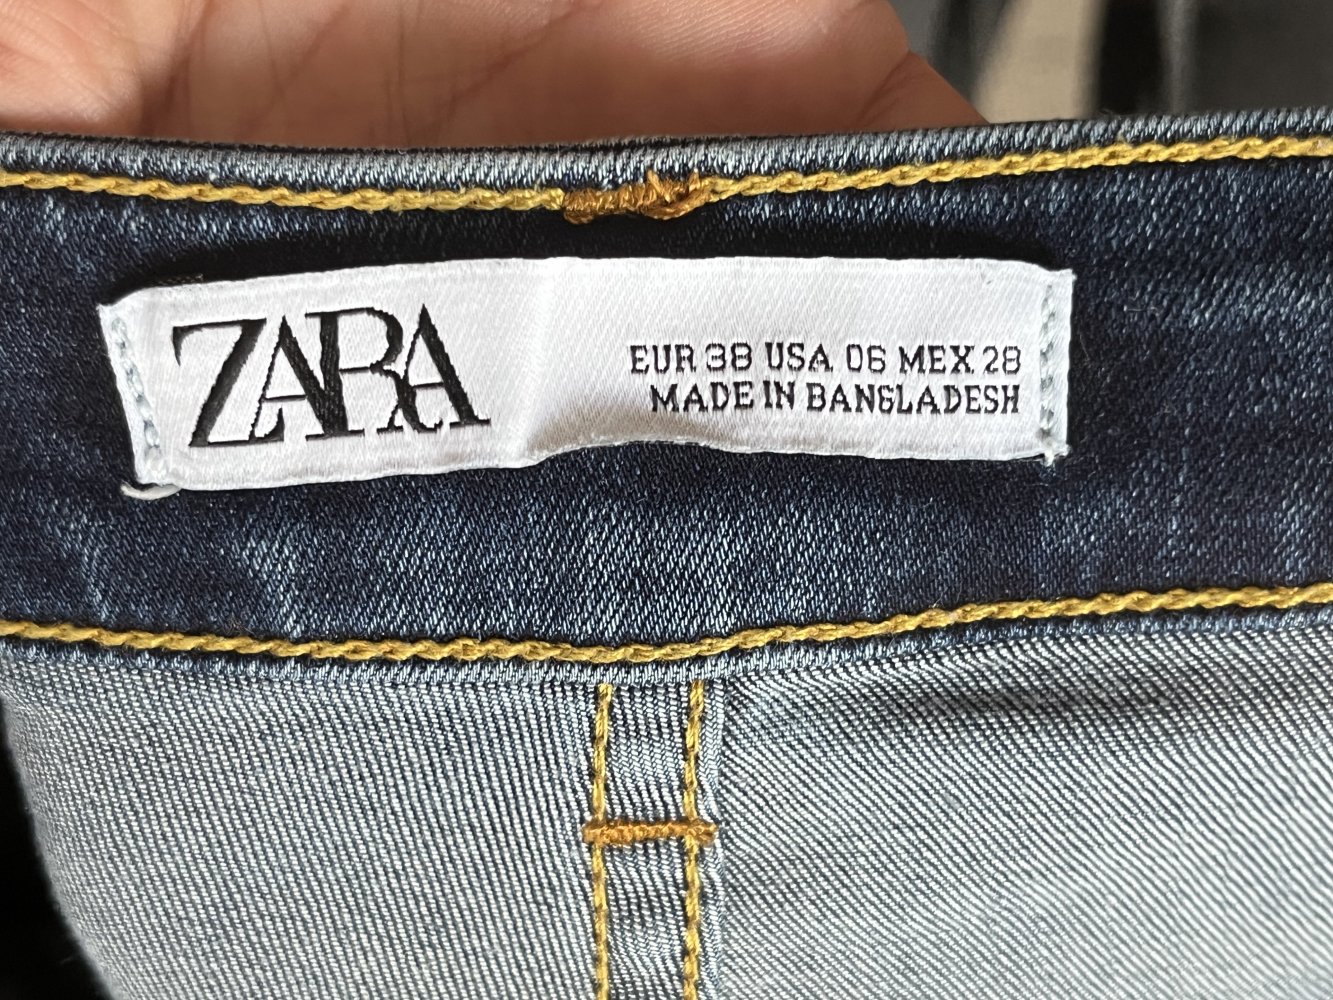 ZARA
EUR 38 USA 06 MEX 28
MADE IN BANGLADESH